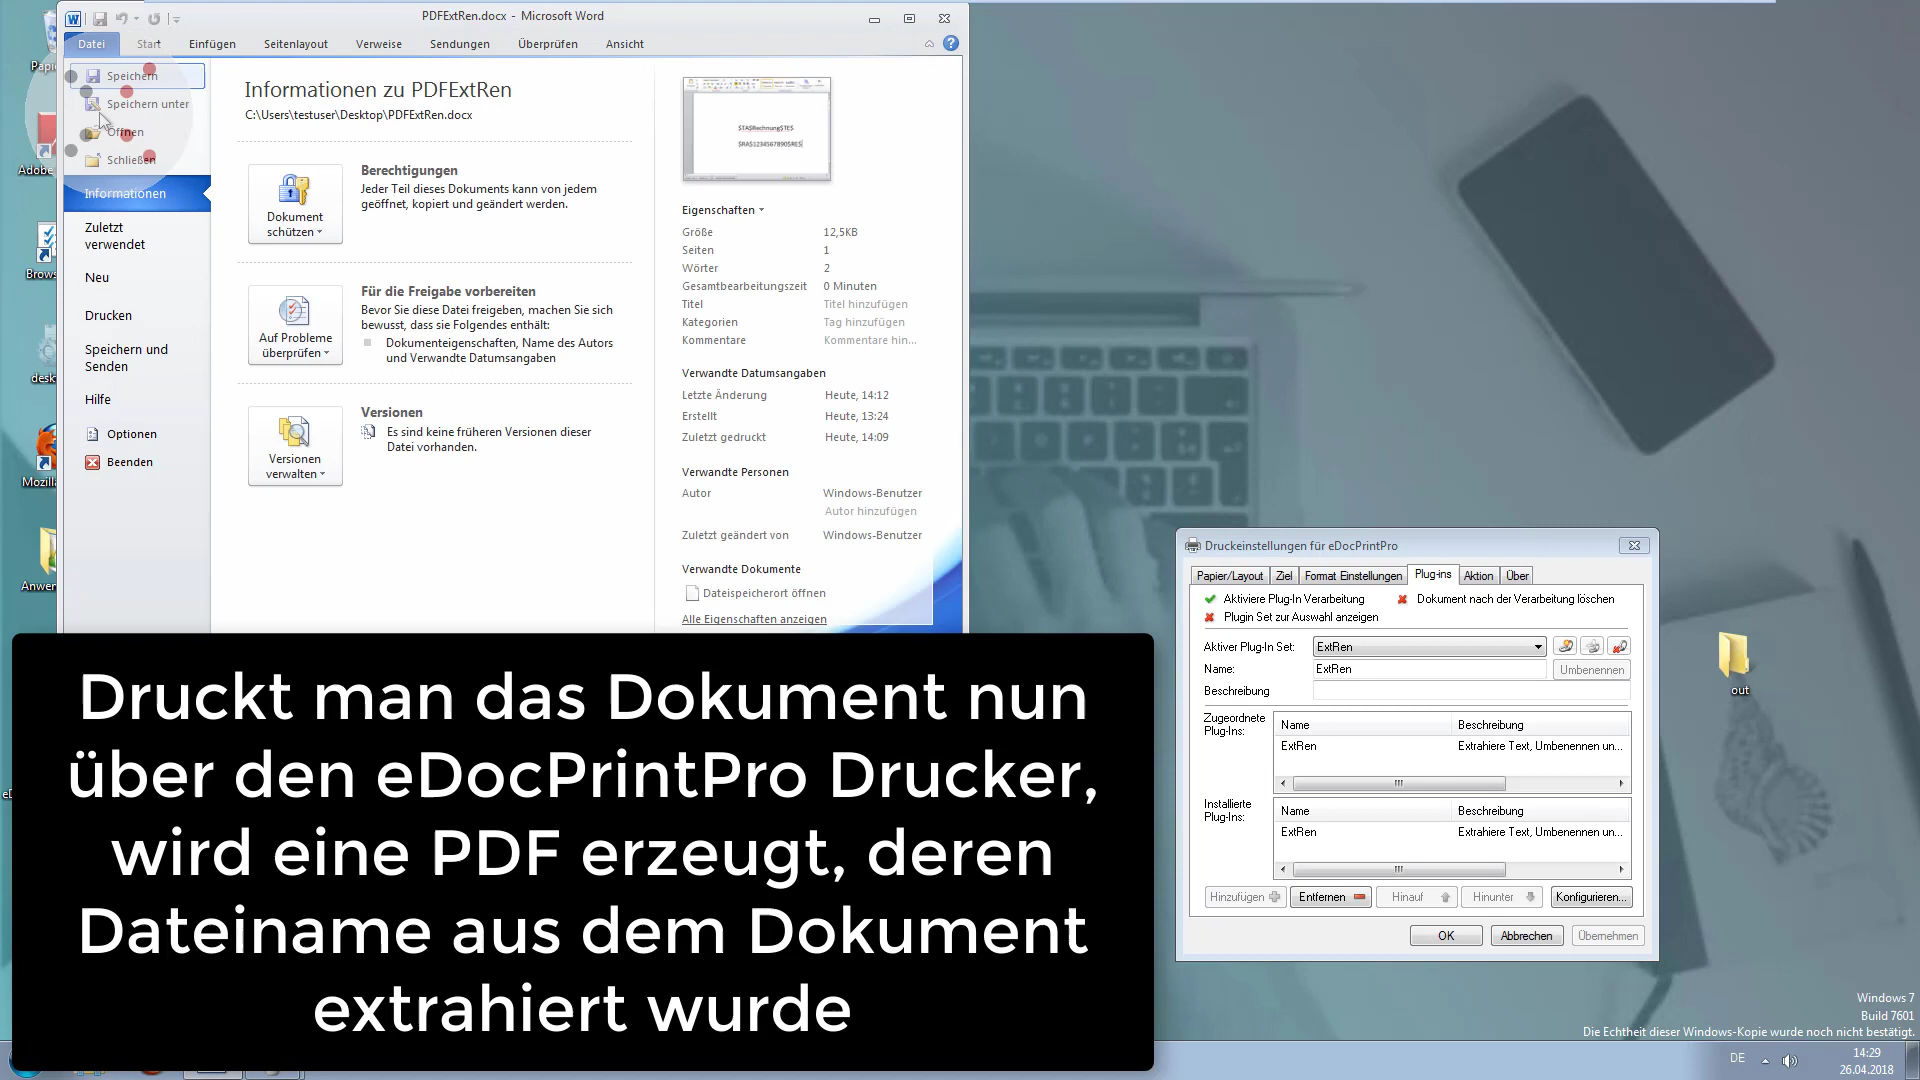 PDFExtRen.docx - Microsoft Word
Datei Start Einfügen Seitenlayout Verweise Sendungen Überprüfen Ansicht
Speichern
Speichern unter
Öffnen
Schließen
Informationen
Zuletzt
verwendet
Neu
Drucken
Speichern und
Senden
Hilfe
Optionen
Beenden
Informationen zu PDFExtRen
C:\Users\testuser\Desktop\PDFExtRen.docx
Dokument
schützen
Berechtigungen
Jeder Teil dieses Dokuments kann von jedem
geöffnet, kopiert und geändert werden.
Auf Probleme
überprüfen
Für die Freigabe vorbereiten
Bevor Sie diese Datei freigeben, machen Sie sich
bewusst, dass sie Folgendes enthält:
Dokumenteigenschaften, Name des Autors
und Verwandte Datumsangaben
Versionen
verwalten
Versionen
Es sind keine früheren Versionen dieser
Datei vorhanden.
$TA$Rechnung$TE$
$RA$1234567890$RE$
Eigenschaften
Größe 12,5KB
Seiten 1
Wörter 2
Gesamtbearbeitungszeit 0 Minuten
Titel Titel hinzufügen
Kategorien Tag hinzufügen
Kommentare Kommentare hin...
Verwandte Datumsangaben
Letzte Änderung Heute, 14:12
Erstellt Heute, 13:24
Zuletzt gedruckt Heute, 14:09
Verwandte Personen
Autor Windows-Benutzer
Autor hinzufügen
Zuletzt geändert von Windows-Benutzer
Verwandte Dokumente
Dateispeicherort öffnen
Alle Eigenschaften anzeigen
Adobe
Brows
desk
Mozill
Anwen
Druckt man das Dokument nun
über den eDocPrintPro Drucker,
wird eine PDF erzeugt, deren
Dateiname aus dem Dokument
extrahiert wurde
Druckeinstellungen für eDocPrintPro
Papier/Layout Ziel Format Einstellungen Plug-ins Aktion Über
Aktiviere Plug-In Verarbeitung Dokument nach der Verarbeitung löschen
Plugin Set zur Auswahl anzeigen
Aktiver Plug-In Set: ExtRen
Name: ExtRen Umbenennen
Beschreibung
Zugeordnete
Plug-Ins:
Name Beschreibung
ExtRen Extrahiere Text, Umbenennen un...
Installierte
Plug-Ins:
Name Beschreibung
ExtRen Extrahiere Text, Umbenennen un...
Hinzufügen Entfernen Hinauf Hinunter Konfigurieren...
OK Abbrechen Übernehmen
out
Windows 7
Build 7601
Die Echtheit dieser Windows-Kopie wurde noch nicht bestätigt.
DE
14:29
26.04.2018